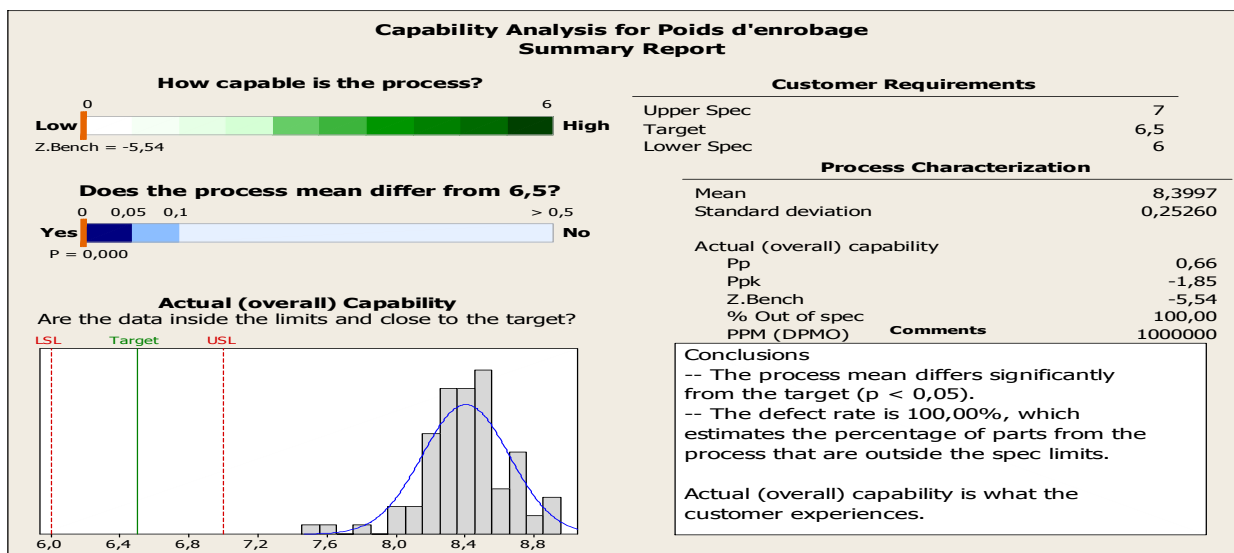 Capability Analysis for Poids d'enrobage
Summary Report
How capable is the process?
0 6
Low High
Z.Bench = -5,54
Does the process mean differ from 6,5?
0 0,05 0,1 > 0,5
Yes No
P = 0,000
Actual (overall) Capability
Are the data inside the limits and close to the target?
LSL Target USL
6,0 6,4 6,8 7,2 7,6 8,0 8,4 8,8
Customer Requirements
Upper Spec 7
Target 6,5
Lower Spec 6
Process Characterization
Mean 8,3997
Standard deviation 0,25260
Actual (overall) capability
Pp 0,66
Ppk -1,85
Z.Bench -5,54
% Out of spec 100,00
PPM (DPMO) 1000000
Comments
Conclusions
-- The process mean differs significantly
from the target (p < 0,05).
-- The defect rate is 100,00%, which
estimates the percentage of parts from the
process that are outside the spec limits.
Actual (overall) capability is what the
customer experiences.